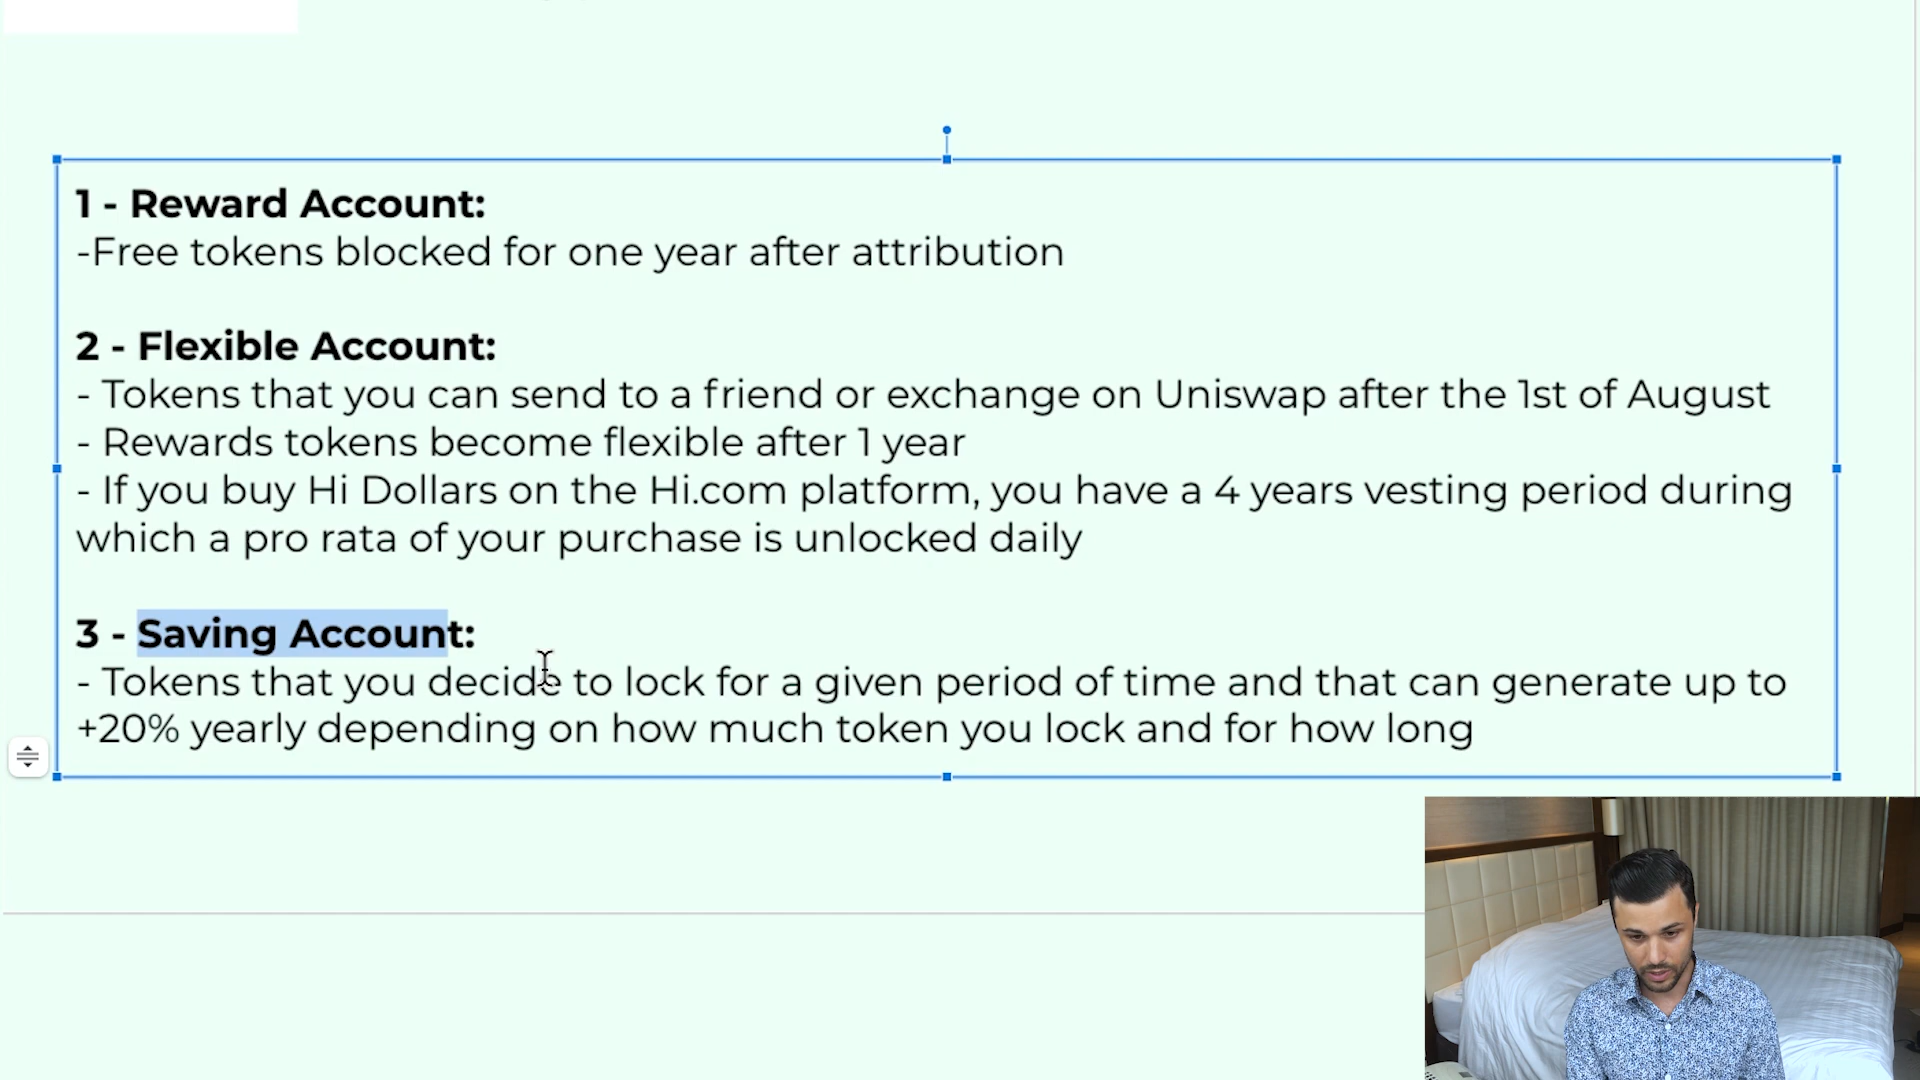 1 - Reward Account:
-Free tokens blocked for one year after attribution
2 - Flexible Account:
- Tokens that you can send to a friend or exchange on Uniswap after the 1st of August
- Rewards tokens become flexible after 1 year
- If you buy Hi Dollars on the Hi.com platform, you have a 4 years vesting period during
which a pro rata of your purchase is unlocked daily
3 - Saving Account:
- Tokens that you decide to lock for a given period of time and that can generate up to
+20% yearly depending on how much token you lock and for how long